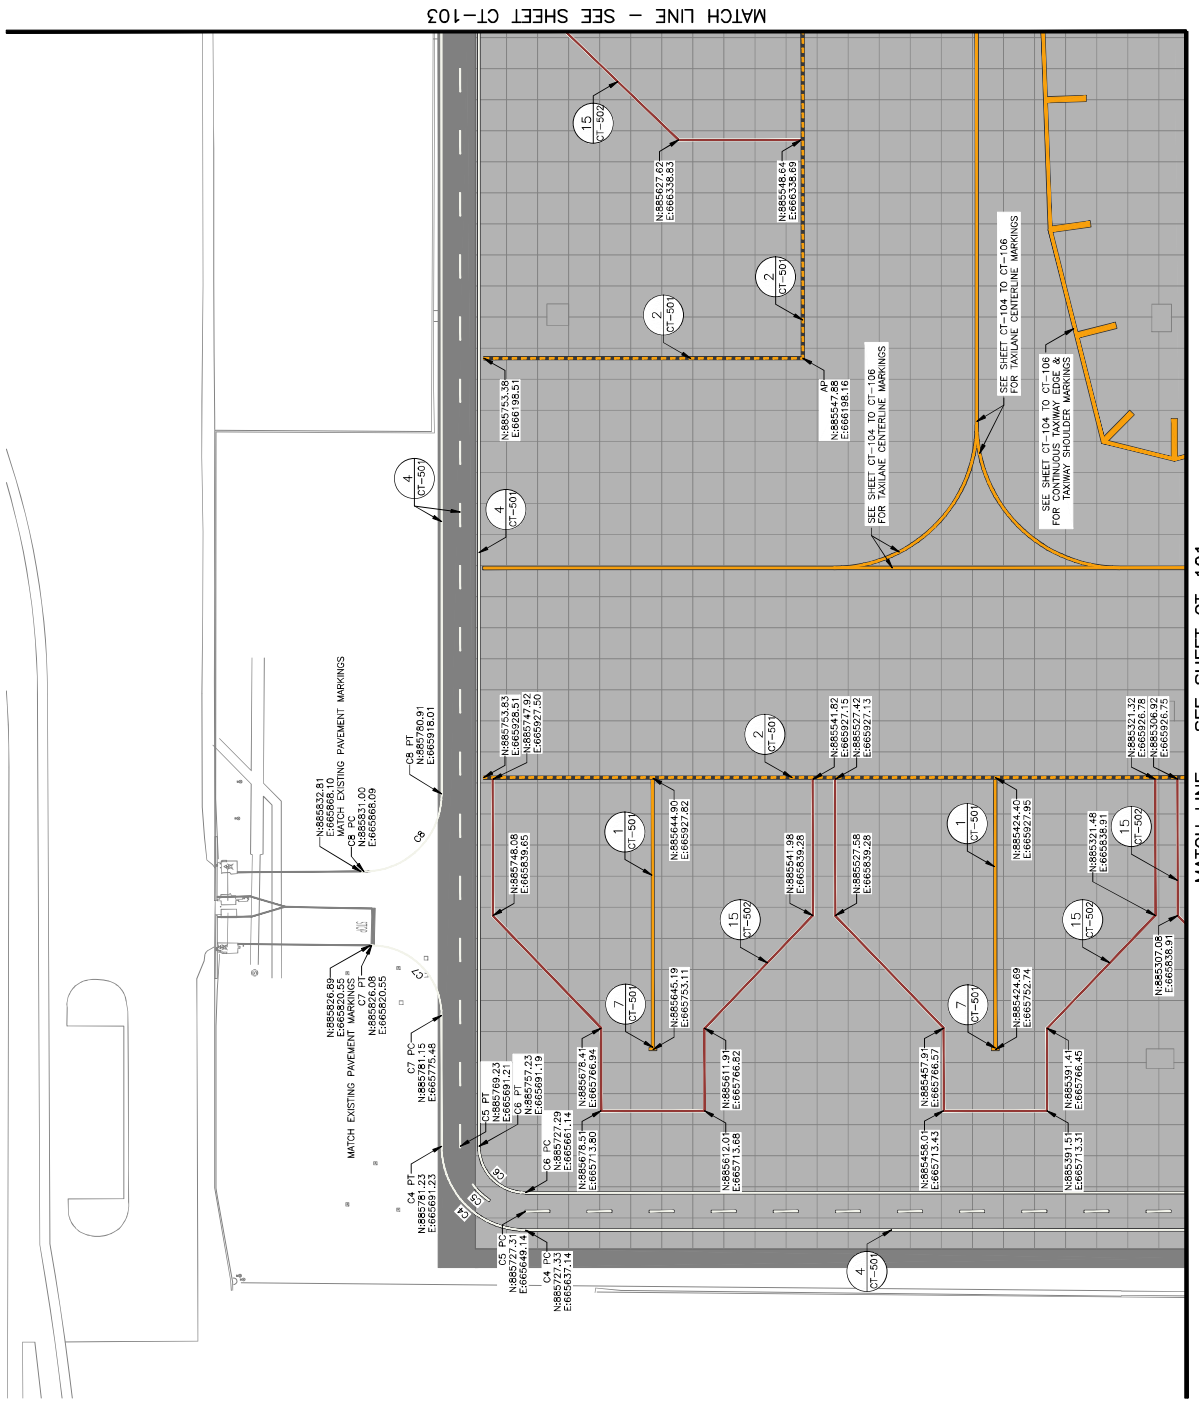 MATCH LINE - SEE SHEET CT-103
15
CT-502
N:885627.62
E:666338.83
N:885548.64
E:666338.69
2
CT-501
2
CT-501
N:885753.38
E:666198.51
AP
N:885547.88
E:666198.16
SEE SHEET CT-104 TO CT-106
FOR TAXILANE CENTERLINE MARKINGS
SEE SHEET CT-104 TO CT-106
FOR TAXILANE CENTERLINE MARKINGS
SEE SHEET CT-104 TO CT-106
FOR CONTINUOUS TAXIWAY EDGE &
TAXIWAY SHOULDER MARKINGS
4
CT-501
4
CT-501
N:885832.81
E:665868.10
MATCH EXISTING PAVEMENT MARKINGS
C8 PC
N:885831.00
E:665868.09
C8 PT
N:885780.91
E:665918.01
C8
STOP
N:885826.89
E:665820.55
MATCH EXISTING PAVEMENT MARKINGS
C7 PT
N:885826.08
E:665820.55
C7
C7 PC
N:885781.15
E:665775.48
N:885753.83
E:665928.51
N:885747.92
E:665927.50
2
CT-501
N:885541.82
E:665927.15
N:885527.42
E:665927.13
N:885321.32
E:665926.78
N:885306.92
E:665926.75
N:885748.08
E:665839.65
1
CT-501
N:885644.90
E:665927.82
N:885541.98
E:665839.28
N:885527.58
E:665839.28
1
CT-501
N:885424.40
E:665927.95
N:885321.48
E:665838.91
15
CT-502
15
CT-502
15
CT-502
N:885307.08
E:665838.91
7
CT-501
N:885645.19
E:665753.11
7
CT-501
N:885424.69
E:665752.74
N:885678.41
E:665766.94
N:885611.91
E:665766.82
N:885457.91
E:665766.57
N:885391.41
E:665766.45
N:885678.51
E:665713.80
N:885612.01
E:665713.68
N:885458.01
E:665713.43
N:885391.51
E:665713.31
C5 PT
N:885769.23
E:665691.21
C6 PT
N:885757.23
E:665691.19
C6 PC
N:885727.29
E:665661.14
C4 PT
N:885781.23
E:665691.23
C4
C5
C6
C5 PC
N:885727.31
E:665649.14
C4 PC
N:885727.33
E:665637.14
4
CT-501